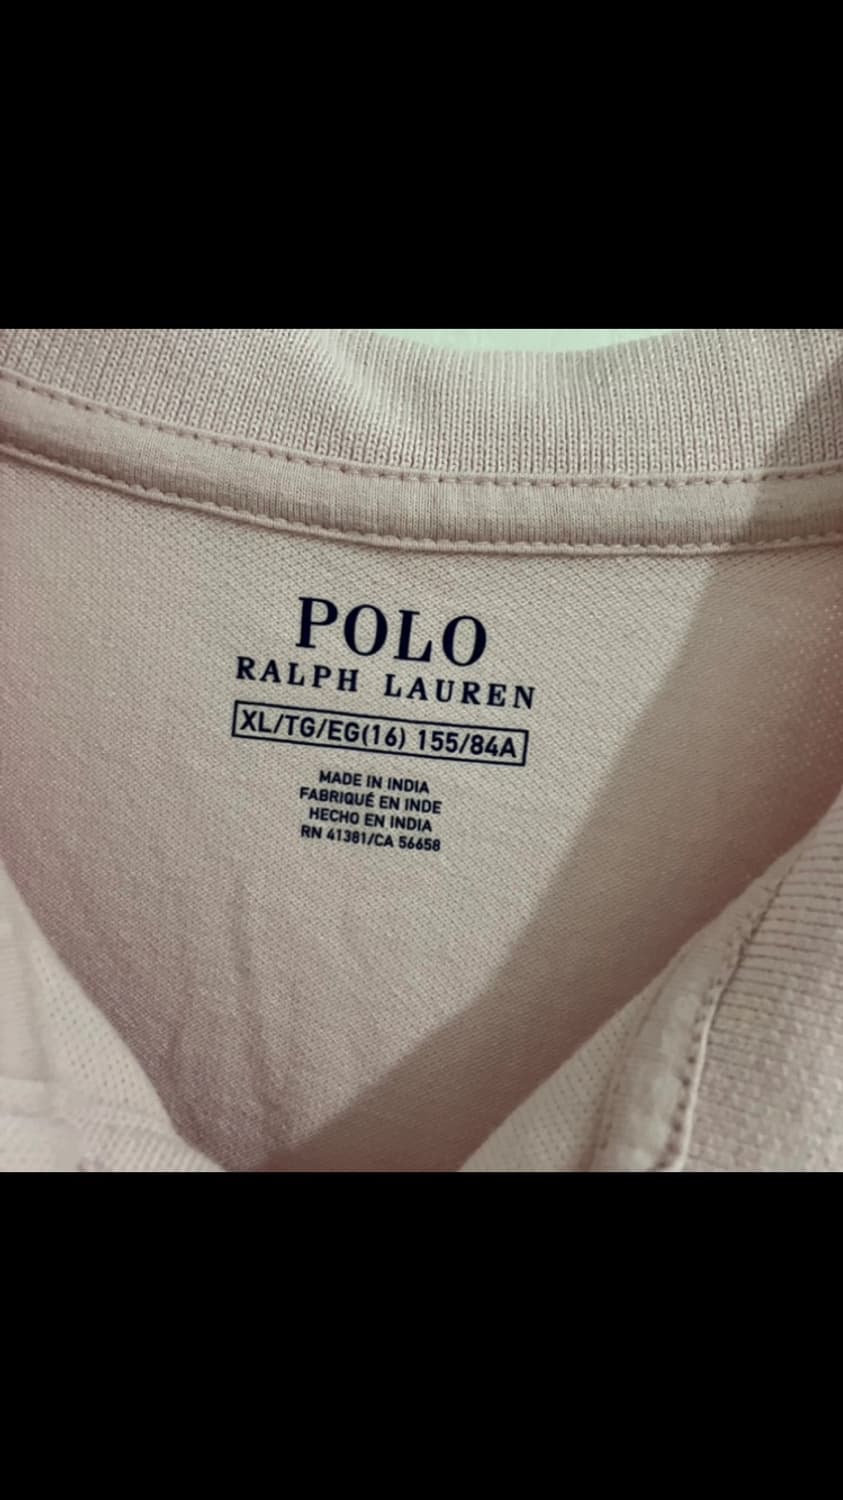 POLO
RALPH LAUREN
XL/TG/EG(16) 155/84A
MADE IN INDIA
FABRIQUÉ EN INDE
HECHO EN INDIA
RN 41381/CA 56658